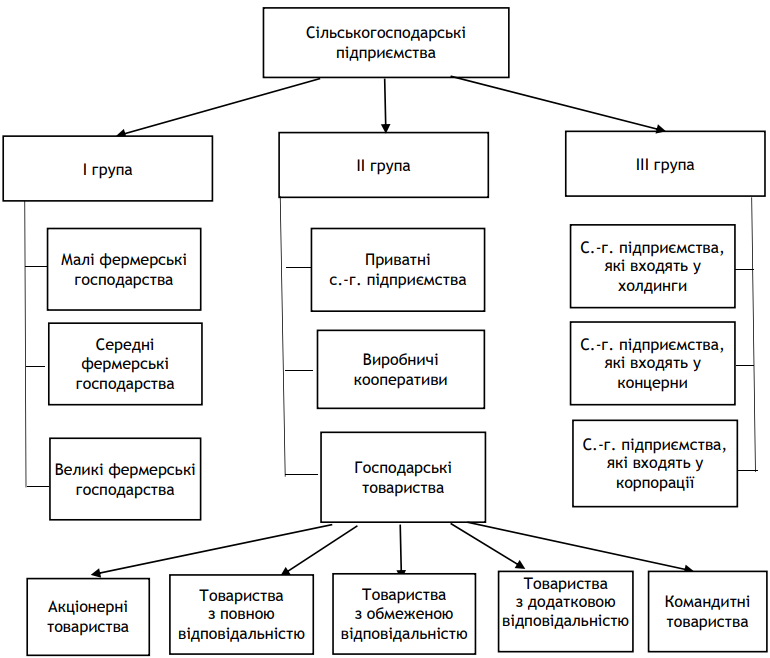 Сільськогосподарські
підприємства
І група
ІІ група
ІІІ група
Малі фермерські
господарства
Середні
фермерські
господарства
Великі фермерські
господарства
Приватні
с.-г. підприємства
Виробничі
кооперативи
Господарські
товариства
С.-г. підприємства,
які входять у
холдинги
С.-г. підприємства,
які входять у
концерни
С.-г. підприємства,
які входять у
корпорації
Акціонерні
товариства
Товариства
з повною
відповідальністю
Товариства
з обмеженою
відповідальністю
Товариства
з додатковою
відповідальністю
Командитні
товариства